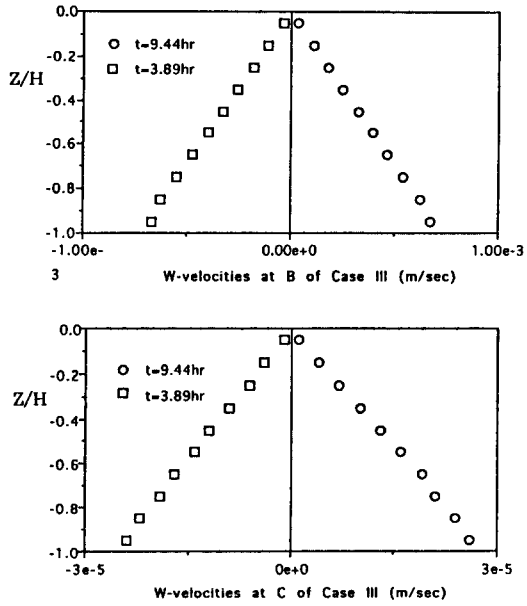 0.0
t=9.44hr
-0.2
t=3.89hr
Z/H
-0.4
-0.6
-0.8
-1.0
-1.00e- 0.00e+0 1.00e-3
3 W-velocities at B of Case III (m/sec)
0.0
t=9.44hr
-0.2
t=3.89hr
Z/H
-0.4
-0.6
-0.8
-1.0
-3e-5 0e+0 3e-5
W-velocities at C of Case III (m/sec)